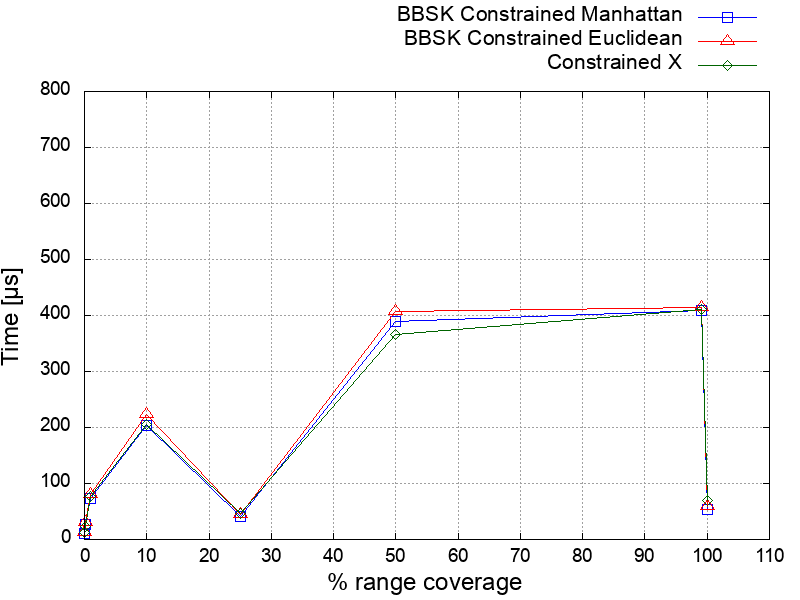 BBSK Constrained Manhattan
BBSK Constrained Euclidean
Constrained X
800
700
600
500
400
300
200
100
0
Time [µs]
0 10 20 30 40 50 60 70 80 90 100 110
% range coverage